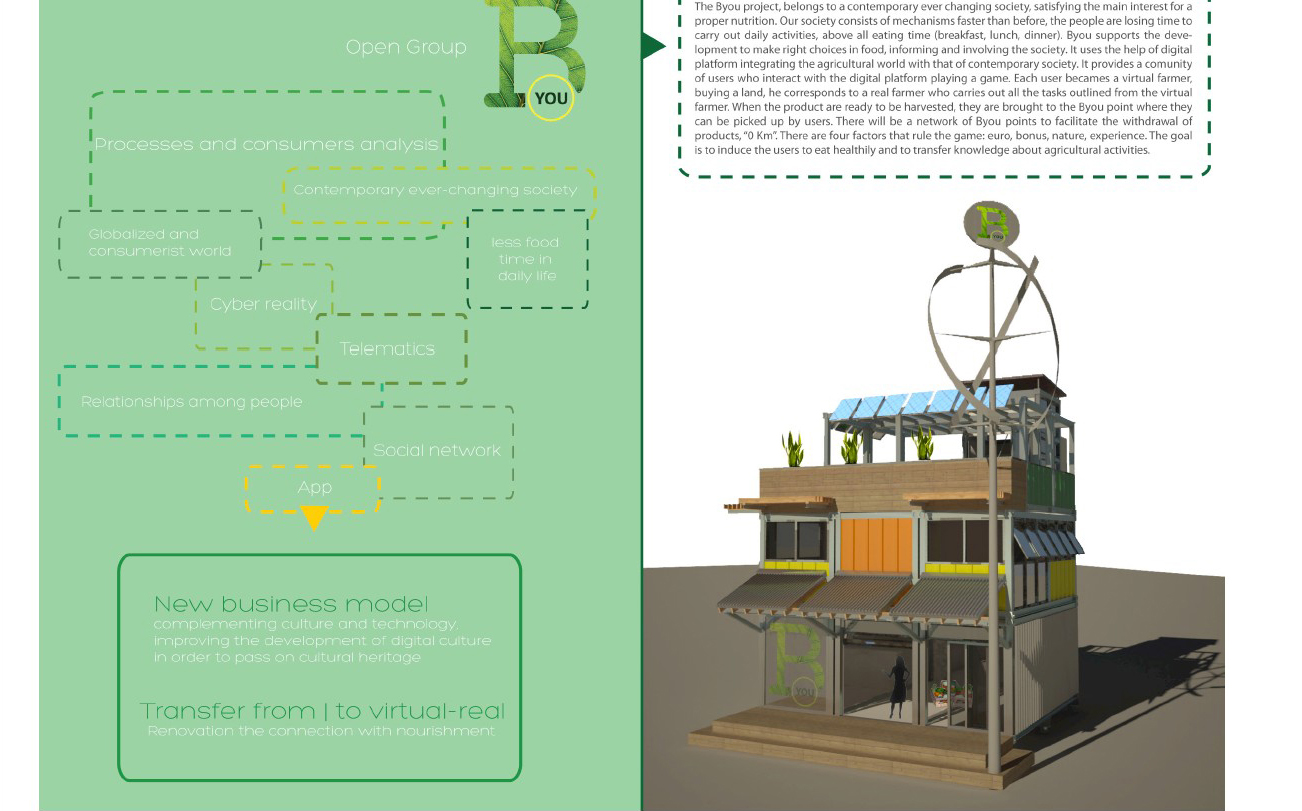 Open Group
B
YOU
Processes and consumers analysis
Contemporary ever-changing society
Globalized and
consumerist world
less food
time in
daily life
Cyber reality
Telematics
Relationships among people
Social network
App
New business model
complementing culture and technology,
improving the development of digital culture
in order to pass on cultural heritage
Transfer from | to virtual-real
Renovation the connection with nourishment
The Byou project, belongs to a contemporary ever changing society, satisfying the main interest for a
proper nutrition. Our society consists of mechanisms faster than before, the people are losing time to
carry out daily activities, above all eating time (breakfast, lunch, dinner). Byou supports the deve-
lopment to make right choices in food, informing and involving the society. It uses the help of digital
platform integrating the agricultural world with that of contemporary society. It provides a comunity
of users who interact with the digital platform playing a game. Each user becames a virtual farmer,
buying a land, he corresponds to a real farmer who carries out all the tasks outlined from the virtual
farmer. When the product are ready to be harvested, they are brought to the Byou point where they
can be picked up by users. There will be a network of Byou points to facilitate the withdrawal of
products, "0 Km". There are four factors that rule the game: euro, bonus, nature, experience. The goal
is to induce the users to eat healthily and to transfer knowledge about agricultural activities.
B
YOU
B
YOU